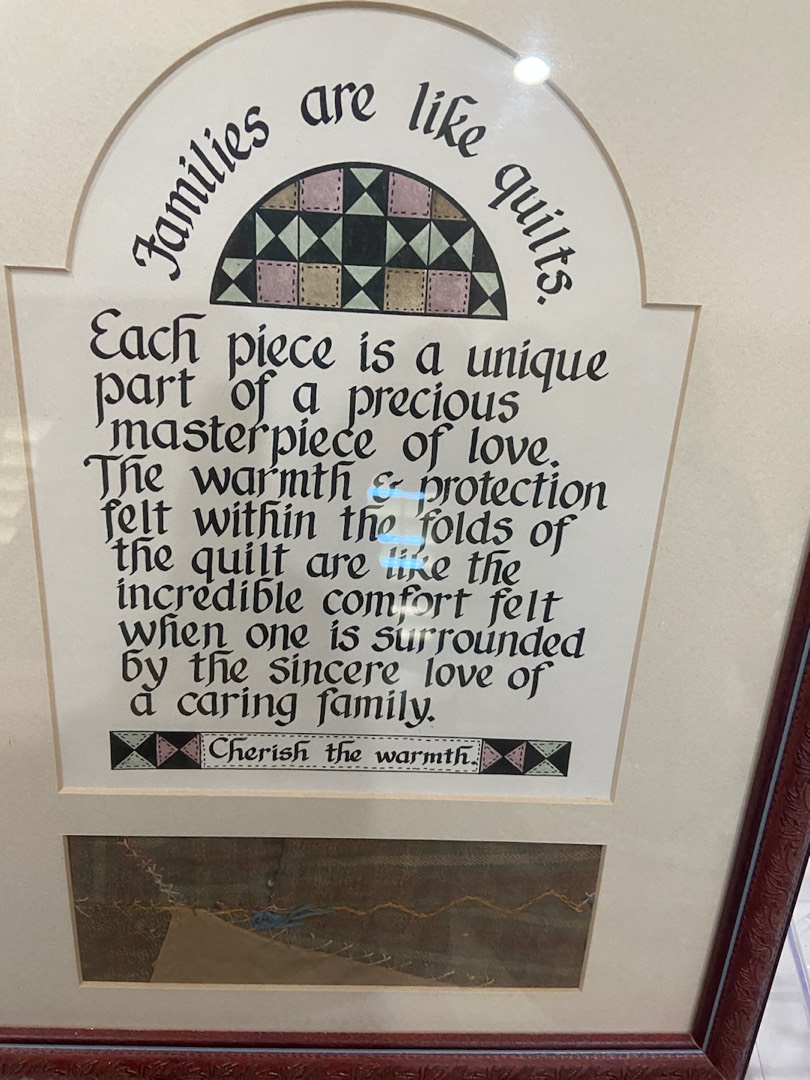 Families are like quilts.
Each piece is a unique
part of a precious
masterpiece of love.
The warmth & protection
felt within the folds of
the quilt are like the
incredible comfort felt
when one is surrounded
by the sincere love of
a caring family.
Cherish the warmth.